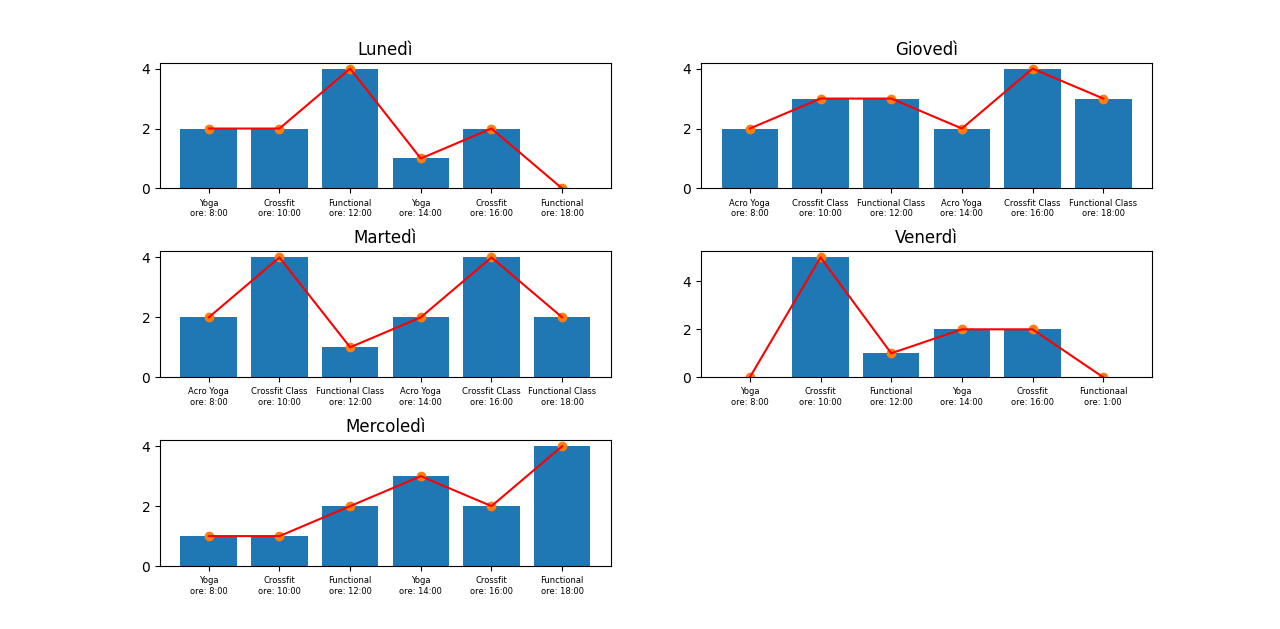 Lunedì
4
2
0
Yoga Crossfit Functional Yoga Crossfit Functional
ore: 8:00 ore: 10:00 ore: 12:00 ore: 14:00 ore: 16:00 ore: 18:00
Martedì
4
2
0
Acro Yoga Crossfit Class Functional Class Acro Yoga Crossfit CLass Functional Class
ore: 8:00 ore: 10:00 ore: 12:00 ore: 14:00 ore: 16:00 ore: 18:00
Mercoledì
4
2
0
Yoga Crossfit Functional Yoga Crossfit Functional
ore: 8:00 ore: 10:00 ore: 12:00 ore: 14:00 ore: 16:00 ore: 18:00
Giovedì
4
2
0
Acro Yoga Crossfit Class Functional Class Acro Yoga Crossfit Class Functional Class
ore: 8:00 ore: 10:00 ore: 12:00 ore: 14:00 ore: 16:00 ore: 18:00
Venerdì
4
2
0
Yoga Crossfit Functional Yoga Crossfit Functionaal
ore: 8:00 ore: 10:00 ore: 12:00 ore: 14:00 ore: 16:00 ore: 1:00